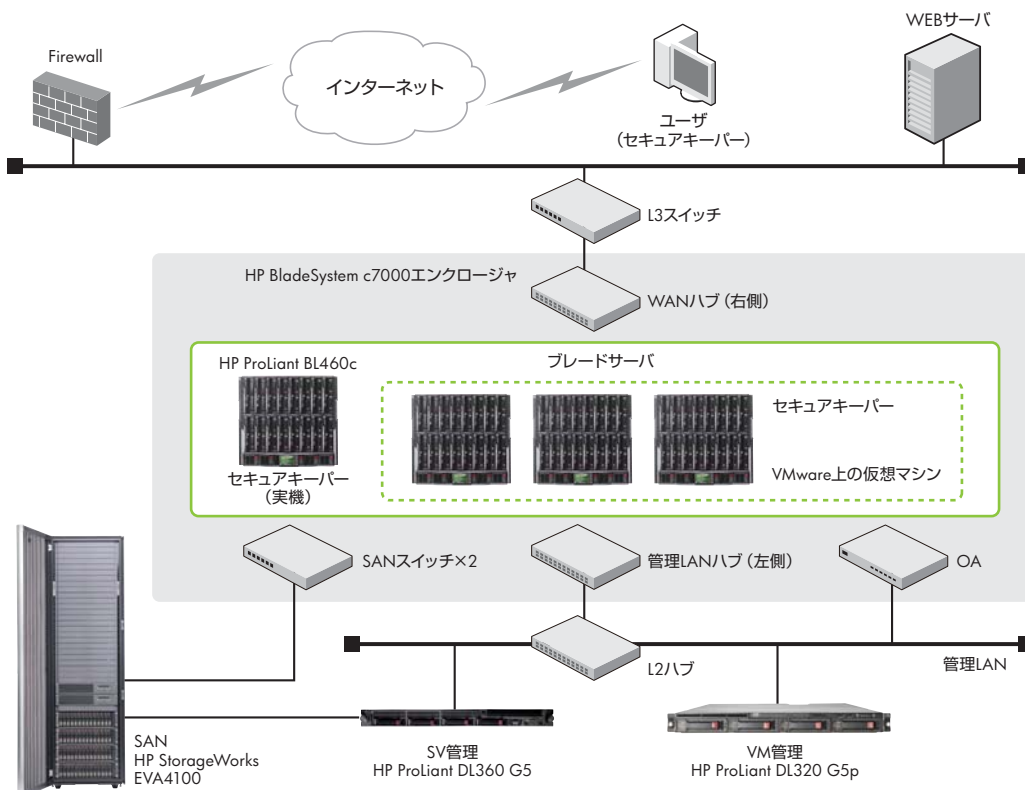 WEBサーバ
Firewall
インターネット
ユーザ
(セキュアキーパー)
L3スイッチ
HP BladeSystem c7000エンクロージャ
WANハブ(右側)
HP ProLiant BL460c
ブレードサーバ
セキュアキーパー
VMware上の仮想マシン
セキュアキーパー
(実機)
SANスイッチ×2
管理LANハブ(左側)
OA
L2ハブ
管理LAN
SAN
HP StorageWorks
EVA4100
SV管理
HP ProLiant DL360 G5
VM管理
HP ProLiant DL320 G5p